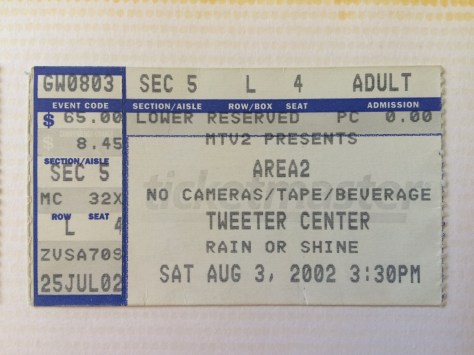 GW0803 SEC 5 L 4 ADULT
EVENT CODE SECTION/AISLE ROW/BOX SEAT ADMISSION
$ 65.00 LOWER RESERVED PC 0.00
MTV2 PRESENTS
$ 8.45
SECTION/AISLE
AREA2
SEC 5
NO CAMERAS/TAPE/BEVERAGE
ticketmaster
MC 32X
ROW SEAT
TWEETER CENTER
L 4
RAIN OR SHINE
ZVSA709
SAT AUG 3, 2002 3:30PM
25JUL02